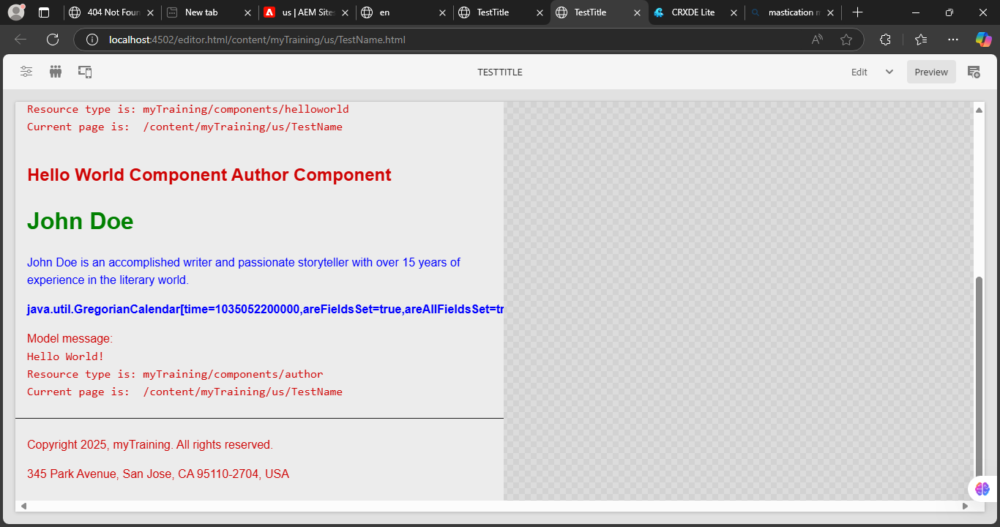 404 Not Foun
New tab
us | AEM Sites
en
TestTitle
TestTitle
CRXDE Lite
mastication m
localhost:4502/editor.html/content/myTraining/us/TestName.html
TESTTITLE
Edit
Preview
Resource type is: myTraining/components/helloworld
Current page is:  /content/myTraining/us/TestName
Hello World Component Author Component
John Doe
John Doe is an accomplished writer and passionate storyteller with over 15 years of
experience in the literary world.
java.util.GregorianCalendar[time=1035052200000,areFieldsSet=true,areAllFieldsSet=tr
Model message:
Hello World!
Resource type is: myTraining/components/author
Current page is:  /content/myTraining/us/TestName
Copyright 2025, myTraining. All rights reserved.
345 Park Avenue, San Jose, CA 95110-2704, USA